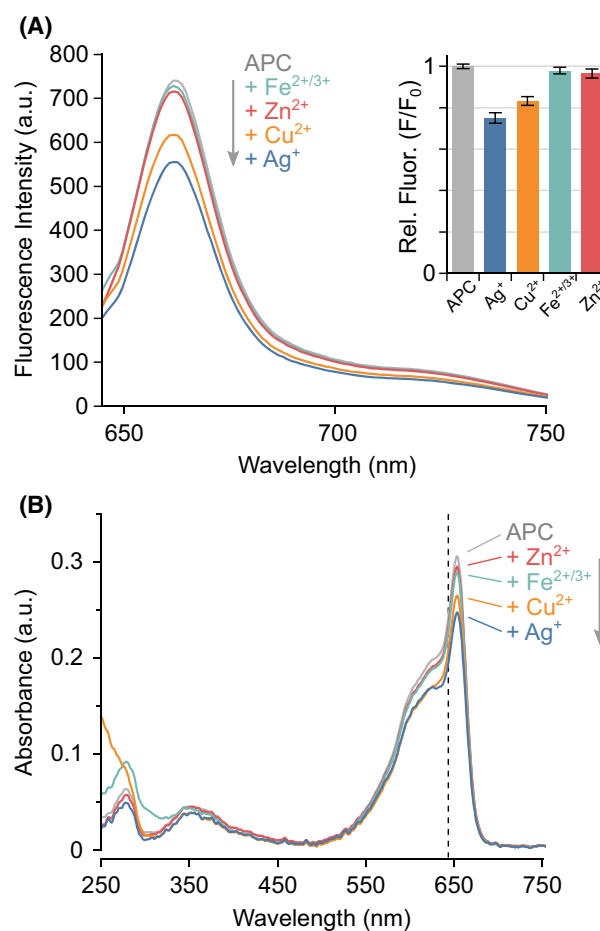 (A)
800
700
600
500
400
300
200
100
0
Fluorescence Intensity (a.u.)
APC
+ Fe²⁺/³⁺
+ Zn²⁺
+ Cu²⁺
+ Ag⁺
650 700 750
Wavelength (nm)
1
0
Rel. Fluor. (F/F₀)
APC Ag⁺ Cu²⁺ Fe²⁺/³⁺ Zn²⁺
(B)
0.3
0.2
0.1
0
Absorbance (a.u.)
APC
+ Zn²⁺
+ Fe²⁺/³⁺
+ Cu²⁺
+ Ag⁺
250 350 450 550 650 750
Wavelength (nm)